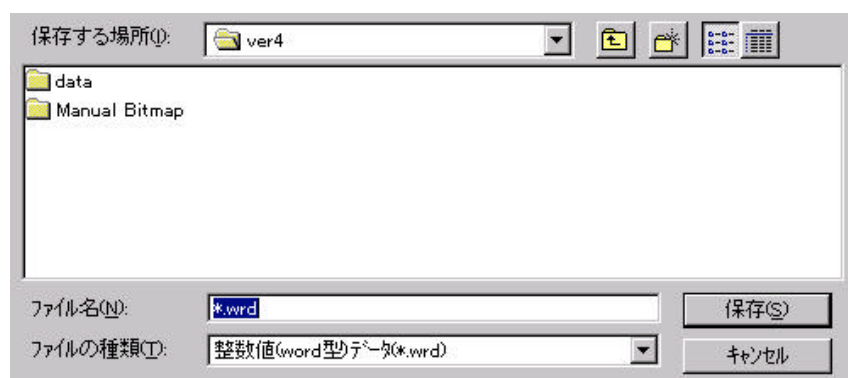 保存する場所(I):
ver4
data
Manual Bitmap
ファイル名(N):
*.wrd
保存(S)
ファイルの種類(T):
整数値(word型)データ(*.wrd)
キャンセル